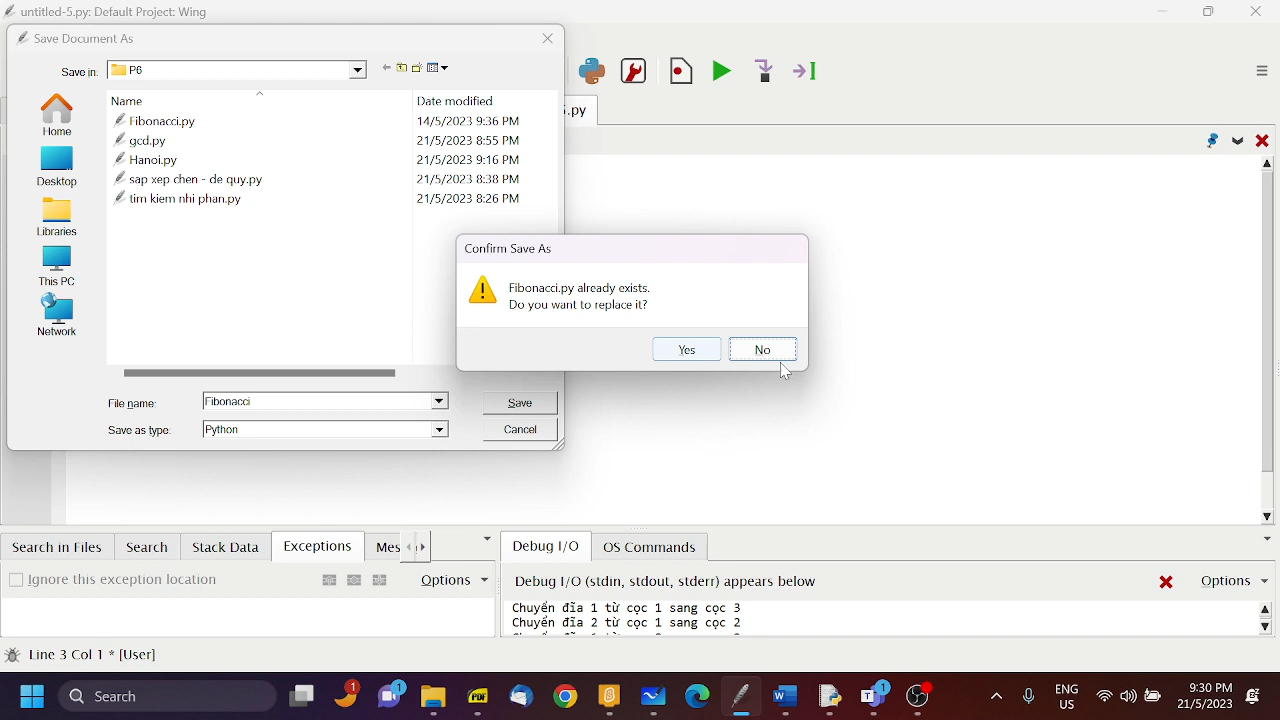 untitled-5.py: Default Project: Wing
Save Document As
Save in: P6
Name Date modified
Fibonacci.py 14/5/2023 9:36 PM
gcd.py 21/5/2023 8:55 PM
Hanoi.py 21/5/2023 9:16 PM
sap xep chen - de quy.py 21/5/2023 8:38 PM
tim kiem nhi phan.py 21/5/2023 8:26 PM
Home
Desktop
Libraries
This PC
Network
File name: Fibonacci Save
Save as type: Python Cancel
.py
Confirm Save As
Fibonacci.py already exists.
Do you want to replace it?
Yes No
Search in Files Search Stack Data Exceptions Mes
Ignore this exception location Options
Debug I/O OS Commands
Debug I/O (stdin, stdout, stderr) appears below Options
Chuyển đĩa 1 từ cọc 1 sang cọc 3
Chuyển đĩa 2 từ cọc 1 sang cọc 2
Line 3 Col 1 * [User]
Search
1
1
PDF
1
ENG
US
9:30 PM
21/5/2023